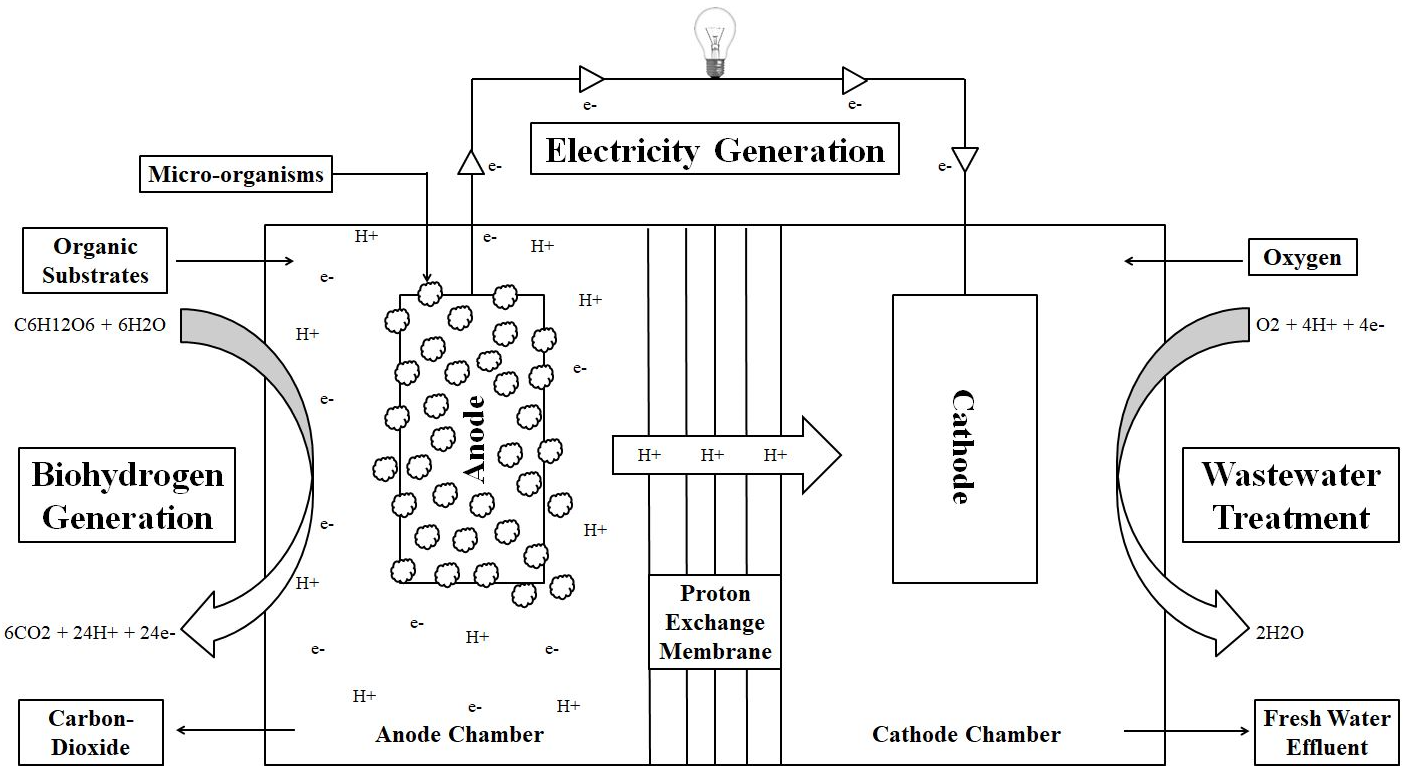 e-
e-
Electricity Generation
Micro-organisms
e-
e-
Organic
Substrates
H+
e-
H+
Oxygen
e-
H+
C6H12O6 + 6H2O
H+
O2 + 4H+ + 4e-
e-
e-
Anode
Cathode
H+
H+
H+
Biohydrogen
Generation
Wastewater
Treatment
e-
H+
H+
Proton
Exchange
Membrane
6CO2 + 24H+ + 24e-
e-
H+
e-
e-
2H2O
H+
e-
H+
Carbon-
Dioxide
Anode Chamber
Cathode Chamber
Fresh Water
Effluent